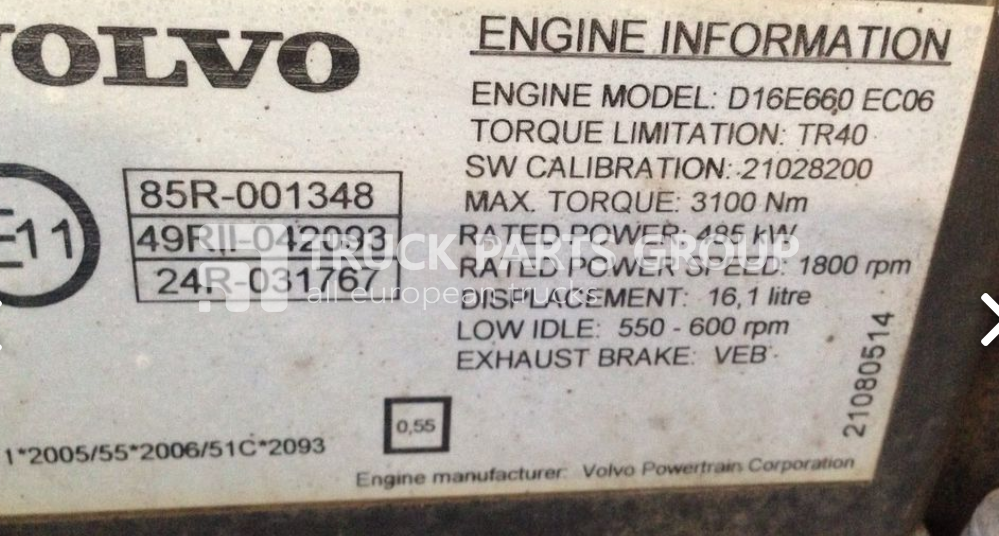 VOLVO
ENGINE INFORMATION
ENGINE MODEL: D16E660 EC06
TORQUE LIMITATION: TR40
SW CALIBRATION: 21028200
MAX. TORQUE: 3100 Nm
RATED POWER: 485 kW
RATED POWER SPEED: 1800 rpm
DISPLACEMENT: 16,1 litre
LOW IDLE: 550 - 600 rpm
EXHAUST BRAKE: VEB
E11
85R-001348
49RII-042093
24R-031767
TRUCK PARTS GROUP
all european trucks
21080514
0,55
1*2005/55*2006/51C*2093
Engine manufacturer: Volvo Powertrain Corporation